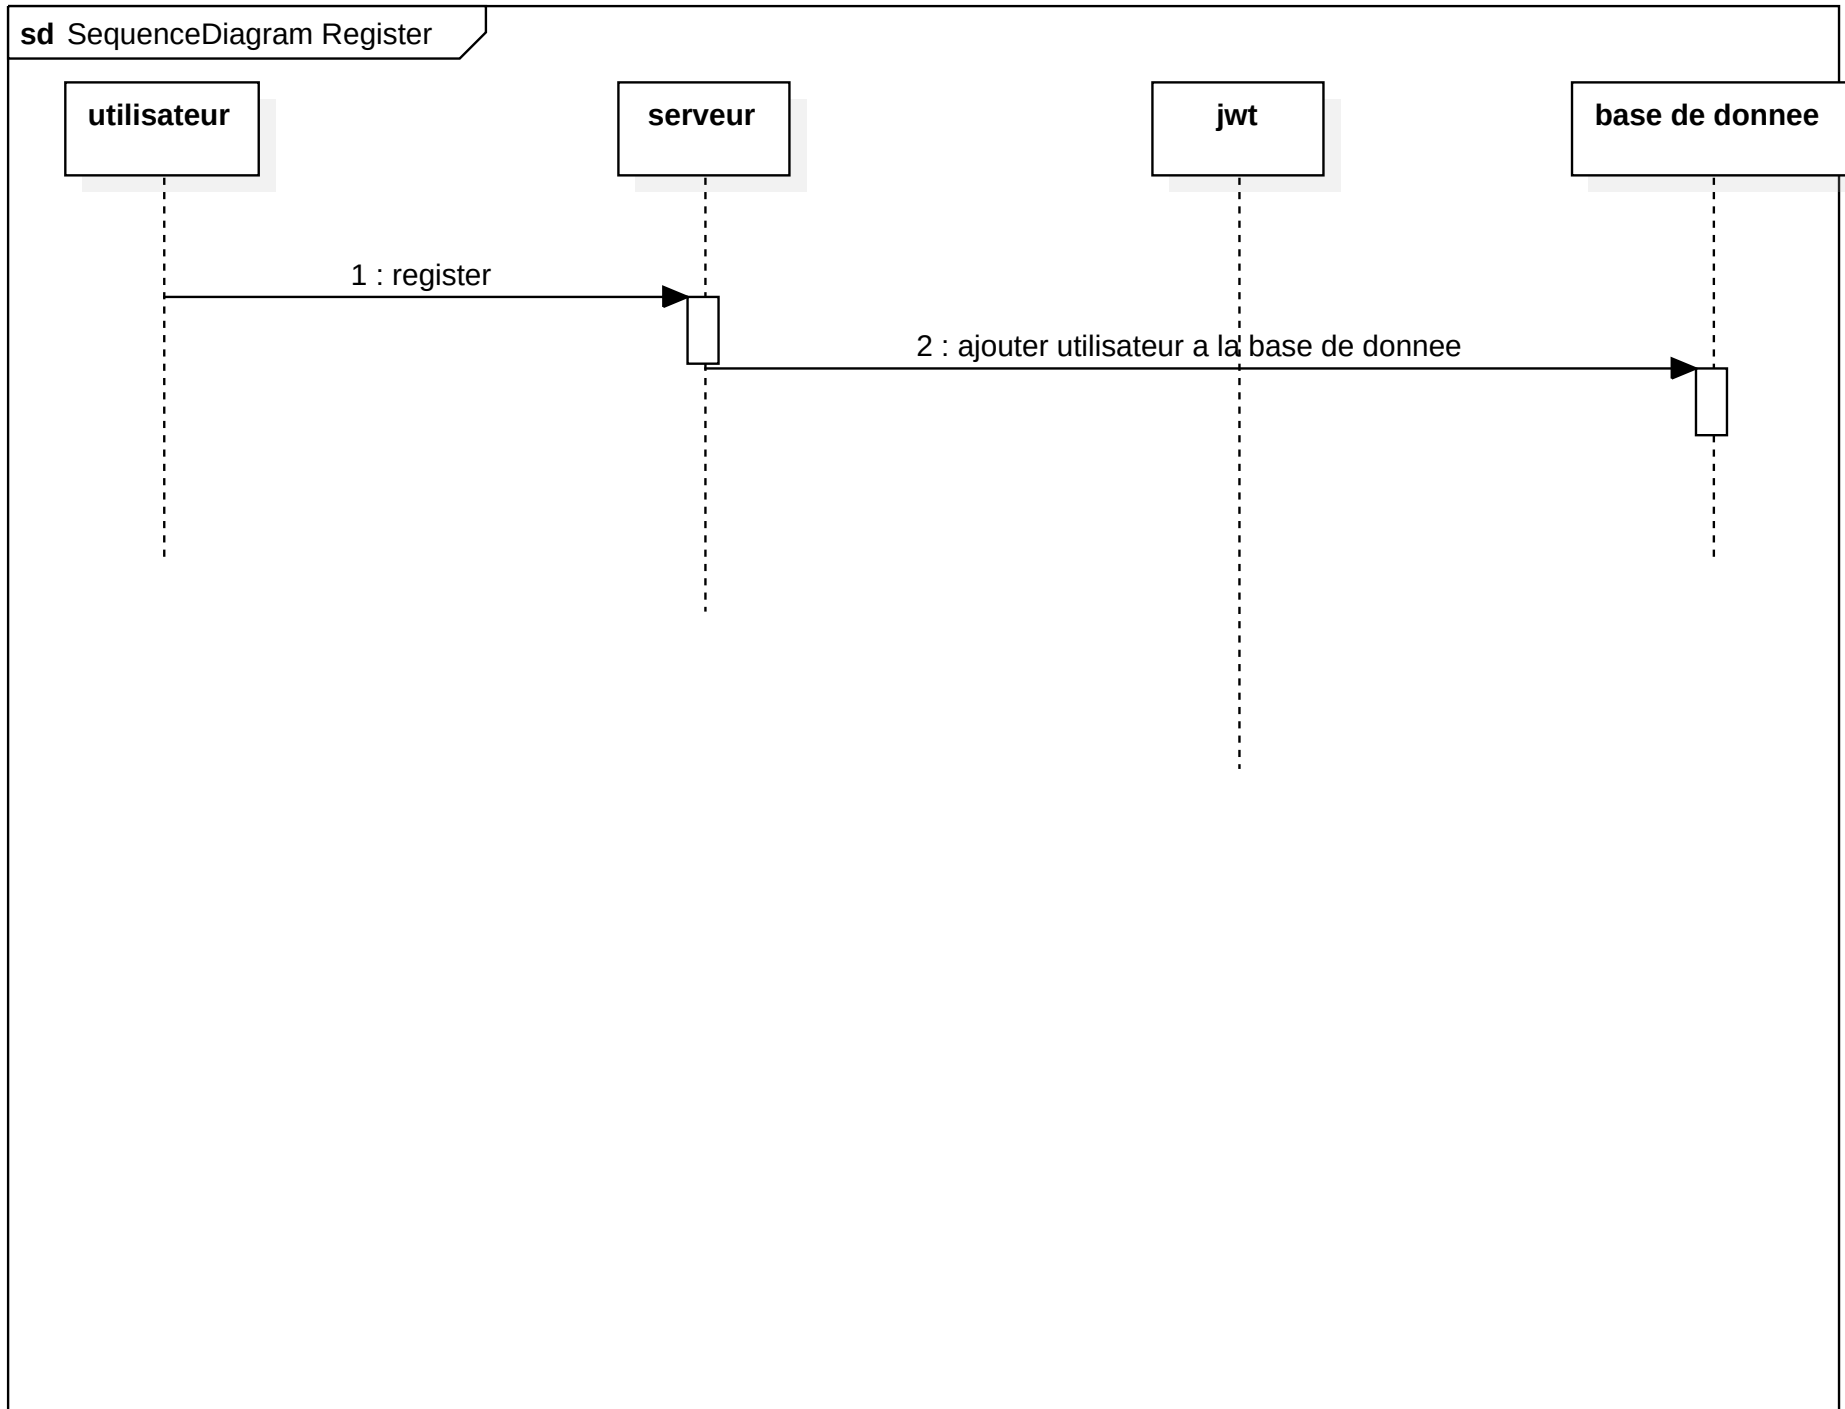 sd SequenceDiagram Register
utilisateur
serveur
jwt
base de donnee
1 : register
2 : ajouter utilisateur a la base de donnee